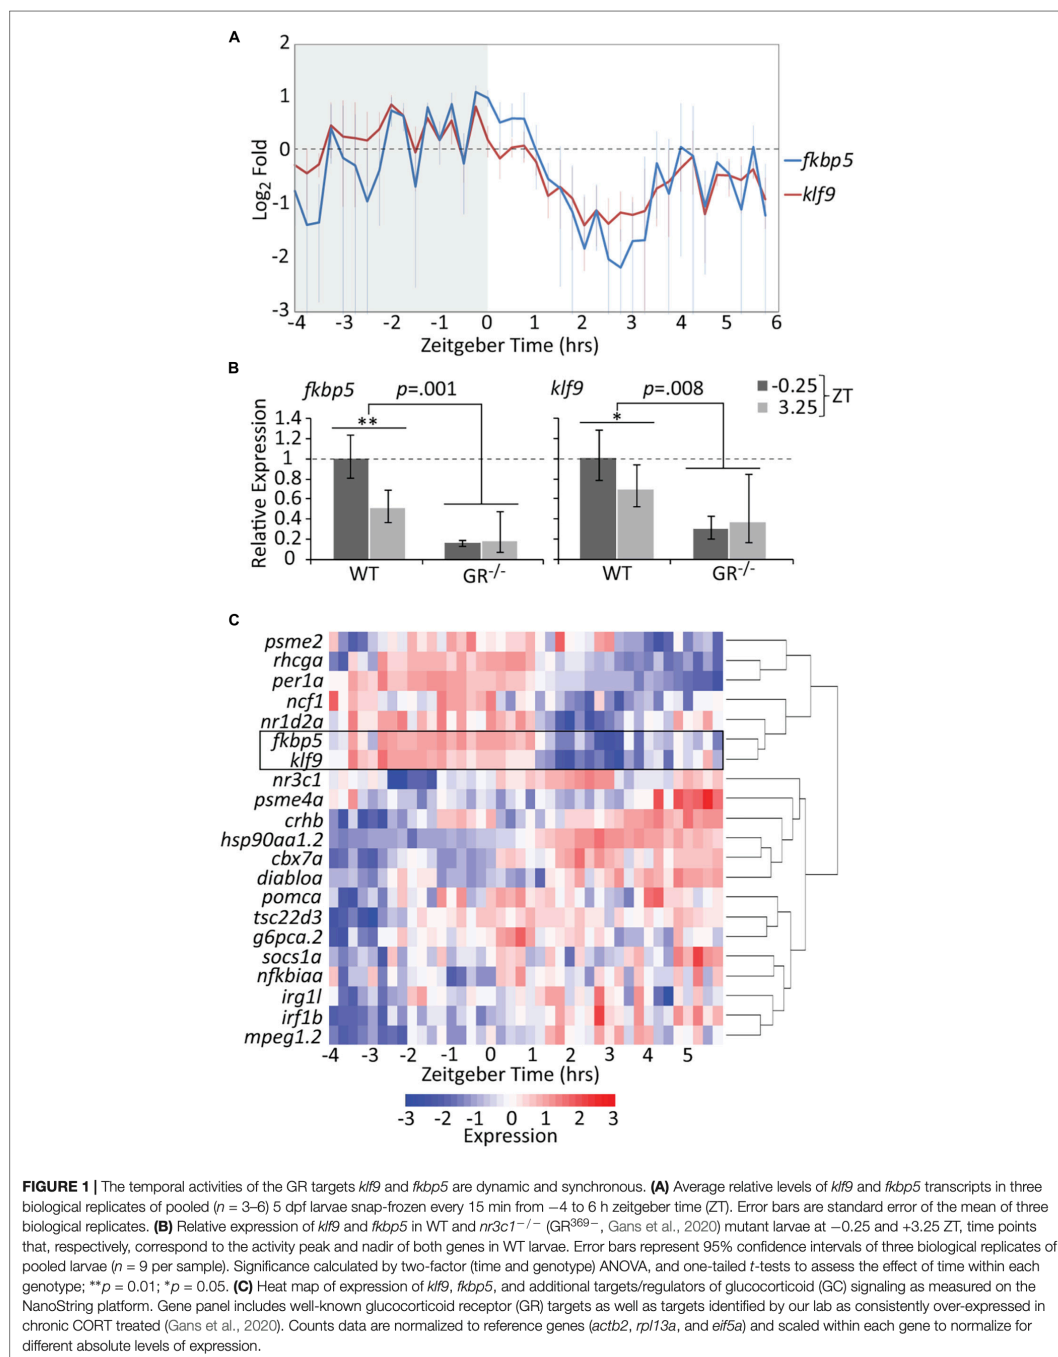 A
2
1
0
-1
-2
-3
Log2 Fold
fkbp5
klf9
-4 -3 -2 -1 0 1 2 3 4 5 6
Zeitgeber Time (hrs)
B
fkbp5 p=.001 klf9 p=.008
-0.25
3.25
ZT
** *
1.4
1.2
1
0.8
0.6
0.4
0.2
0
Relative Expression
WT GR-/- WT GR-/-
C
psme2
rhcga
per1a
ncf1
nr1d2a
fkbp5
klf9
nr3c1
psme4a
crhb
hsp90aa1.2
cbx7a
diabloa
pomca
tsc22d3
g6pca.2
socs1a
nfkbiaa
irg1l
irf1b
mpeg1.2
-4 -3 -2 -1 0 1 2 3 4 5
Zeitgeber Time (hrs)
-3 -2 -1 0 1 2 3
Expression
FIGURE 1 | The temporal activities of the GR targets klf9 and fkbp5 are dynamic and synchronous. (A) Average relative levels of klf9 and fkbp5 transcripts in three
biological replicates of pooled (n = 3–6) 5 dpf larvae snap-frozen every 15 min from −4 to 6 h zeitgeber time (ZT). Error bars are standard error of the mean of three
biological replicates. (B) Relative expression of klf9 and fkbp5 in WT and nr3c1−/− (GR369−, Gans et al., 2020) mutant larvae at −0.25 and +3.25 ZT, time points
that, respectively, correspond to the activity peak and nadir of both genes in WT larvae. Error bars represent 95% confidence intervals of three biological replicates of
pooled larvae (n = 9 per sample). Significance calculated by two-factor (time and genotype) ANOVA, and one-tailed t-tests to assess the effect of time within each
genotype; **p = 0.01; *p = 0.05. (C) Heat map of expression of klf9, fkbp5, and additional targets/regulators of glucocorticoid (GC) signaling as measured on the
NanoString platform. Gene panel includes well-known glucocorticoid receptor (GR) targets as well as targets identified by our lab as consistently over-expressed in
chronic CORT treated (Gans et al., 2020). Counts data are normalized to reference genes (actb2, rpl13a, and eif5a) and scaled within each gene to normalize for
different absolute levels of expression.